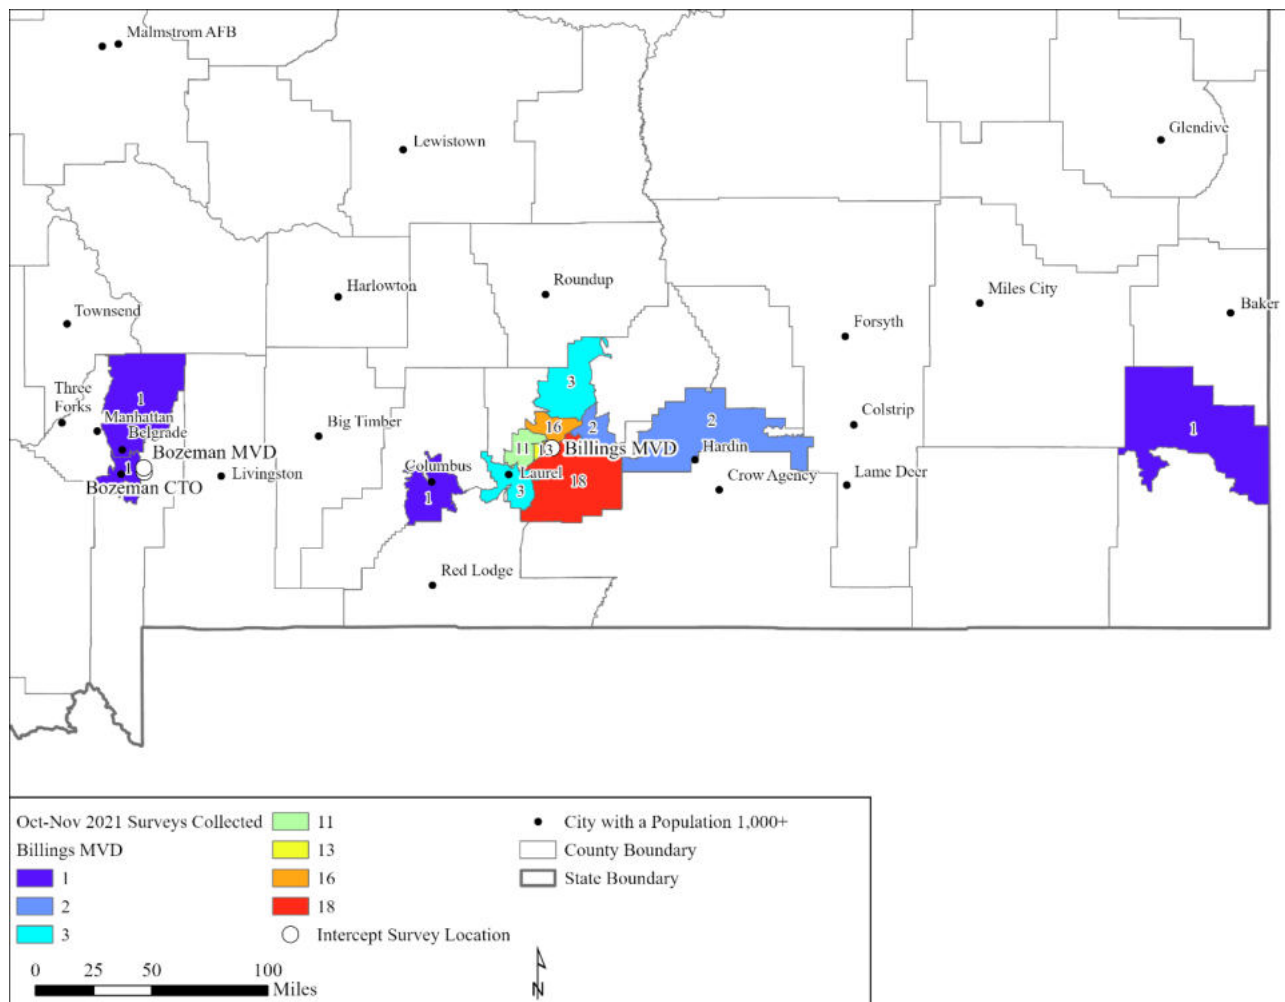 Malmstrom AFB
Glendive
Lewistown
Roundup
Harlowton
Miles City
Baker
Townsend
Forsyth
Three
Forks
1
Manhattan
Belgrade
3
Colstrip
Big Timber
16
2
2
1
Bozeman MVD
11
13
Billings MVD
Hardin
1
Bozeman CTO
Livingston
Columbus
Laurel
18
Crow Agency
Lame Deer
1
3
Red Lodge
Oct-Nov 2021 Surveys Collected
Billings MVD
1
2
3
11
13
16
18
Intercept Survey Location
City with a Population 1,000+
County Boundary
State Boundary
0 25 50 100
Miles
N